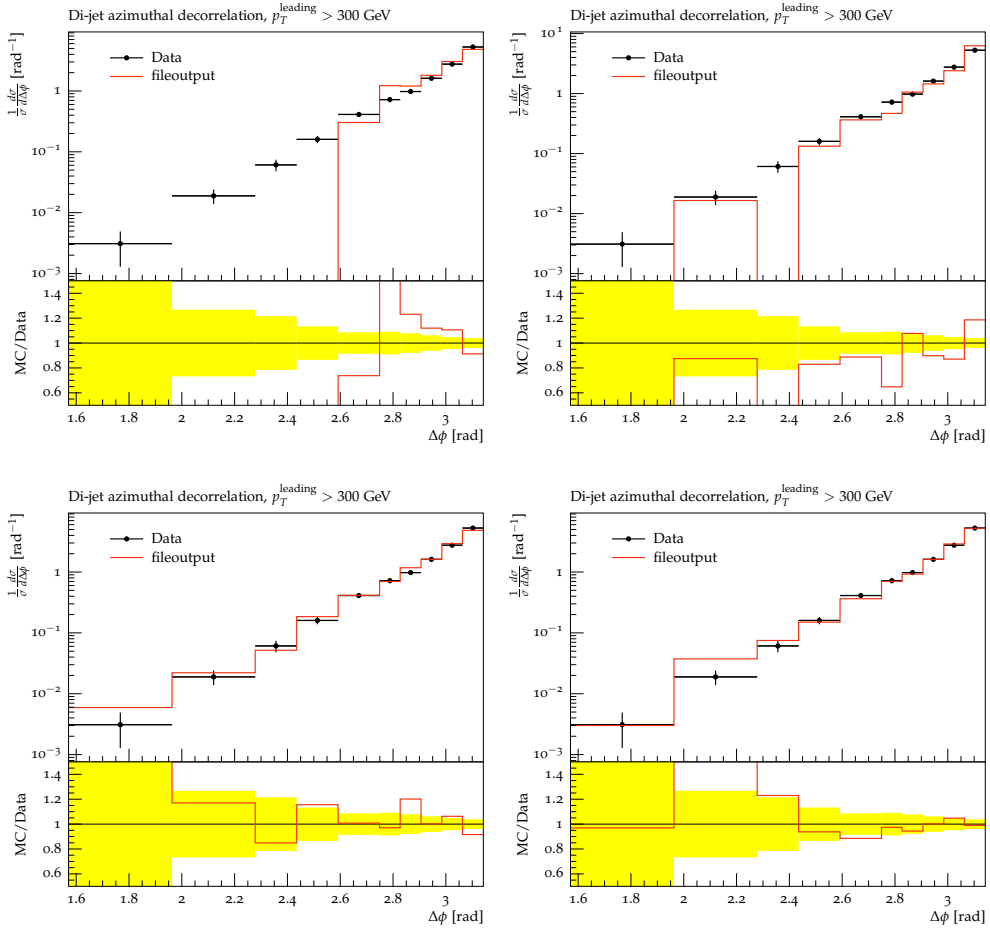 Di-jet azimuthal decorrelation, p_T^leading > 300 GeV
Data
fileoutput
1/σ dσ/dΔϕ [rad⁻¹]
1
10⁻¹
10⁻²
10⁻³
MC/Data
1.4
1.2
1
0.8
0.6
1.6 1.8 2 2.2 2.4 2.6 2.8 3
Δϕ [rad]
Di-jet azimuthal decorrelation, p_T^leading > 300 GeV
Data
fileoutput
1/σ dσ/dΔϕ [rad⁻¹]
10¹
1
10⁻¹
10⁻²
10⁻³
MC/Data
1.4
1.2
1
0.8
0.6
1.6 1.8 2 2.2 2.4 2.6 2.8 3
Δϕ [rad]
Di-jet azimuthal decorrelation, p_T^leading > 300 GeV
Data
fileoutput
1/σ dσ/dΔϕ [rad⁻¹]
1
10⁻¹
10⁻²
10⁻³
MC/Data
1.4
1.2
1
0.8
0.6
1.6 1.8 2 2.2 2.4 2.6 2.8 3
Δϕ [rad]
Di-jet azimuthal decorrelation, p_T^leading > 300 GeV
Data
fileoutput
1/σ dσ/dΔϕ [rad⁻¹]
1
10⁻¹
10⁻²
10⁻³
MC/Data
1.4
1.2
1
0.8
0.6
1.6 1.8 2 2.2 2.4 2.6 2.8 3
Δϕ [rad]